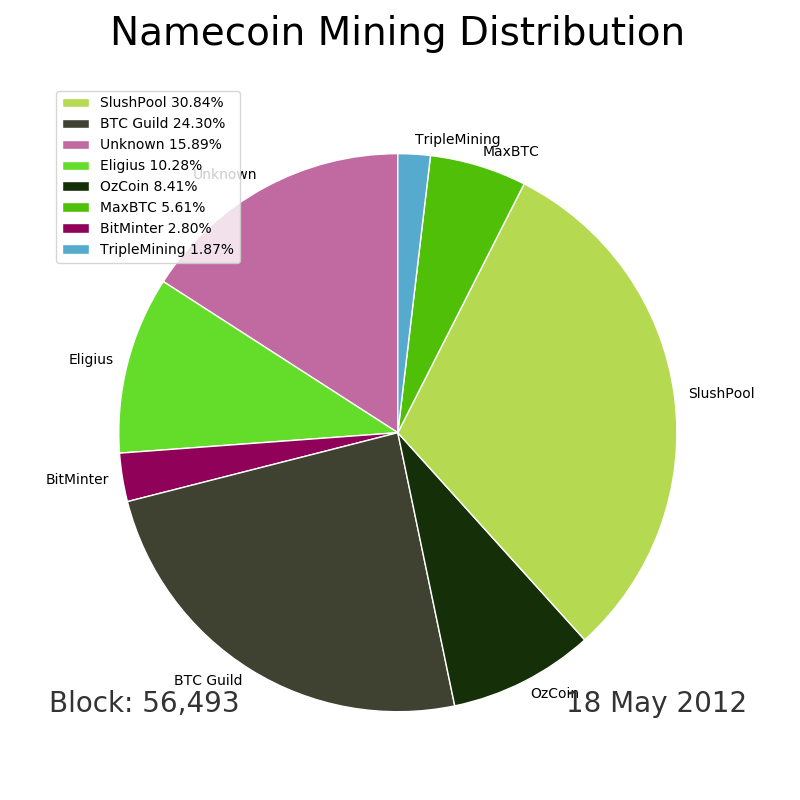 Namecoin Mining Distribution
SlushPool 30.84%
BTC Guild 24.30%
Unknown 15.89%
Eligius 10.28%
OzCoin 8.41%
MaxBTC 5.61%
BitMinter 2.80%
TripleMining 1.87%
TripleMining
MaxBTC
Unknown
Eligius
SlushPool
BitMinter
BTC Guild
OzCoin
Block: 56,493
18 May 2012